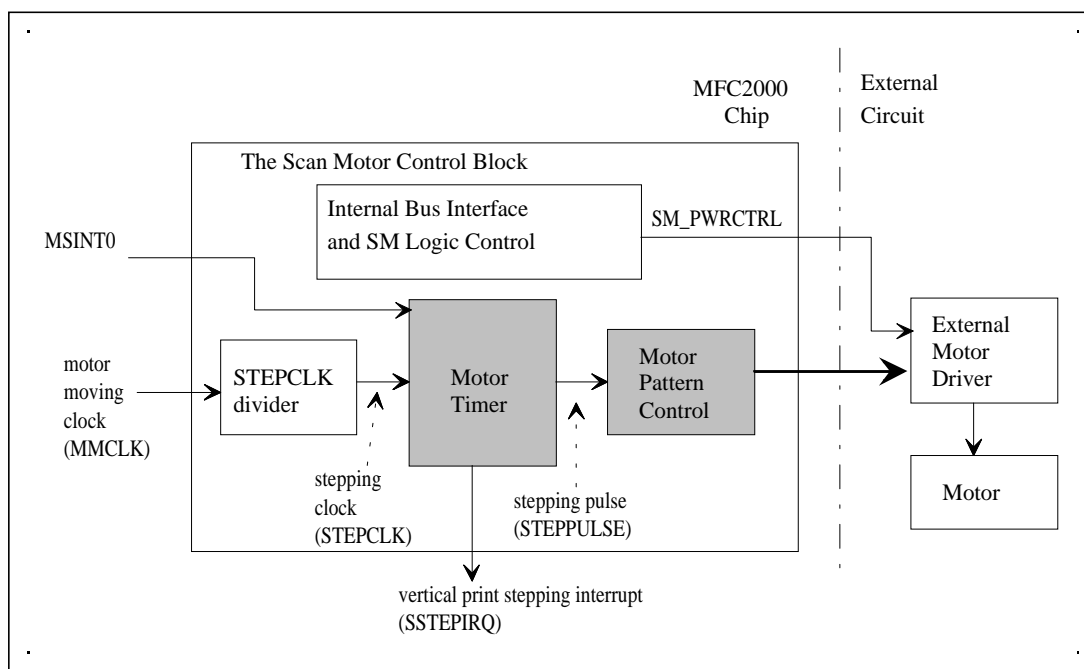 MFC2000
Chip
External
Circuit
The Scan Motor Control Block
Internal Bus Interface
and SM Logic Control
SM_PWRCTRL
MSINT0
motor
moving
clock
(MMCLK)
STEPCLK
divider
Motor
Timer
Motor
Pattern
Control
External
Motor
Driver
Motor
stepping
clock
(STEPCLK)
stepping pulse
(STEPPULSE)
vertical print stepping interrupt
(SSTEPIRQ)